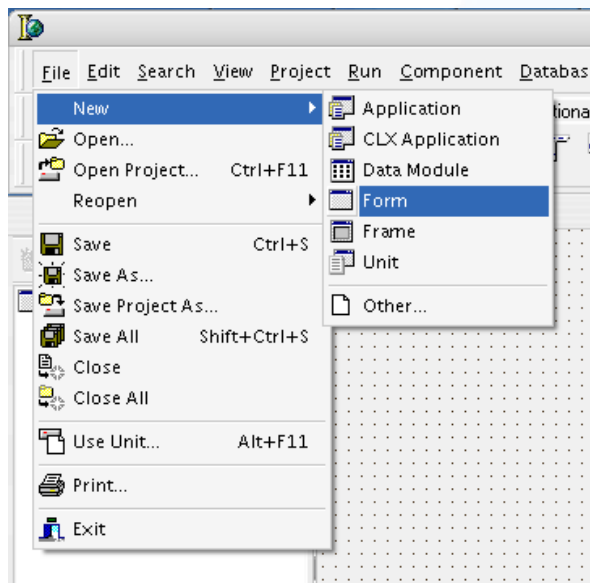 File Edit Search View Project Run Component Databas
New
Open...
Open Project... Ctrl+F11
Reopen
Save Ctrl+S
Save As...
Save Project As...
Save All Shift+Ctrl+S
Close
Close All
Use Unit... Alt+F11
Print...
Exit
Application
CLX Application
Data Module
Form
Frame
Unit
Other...
tiona